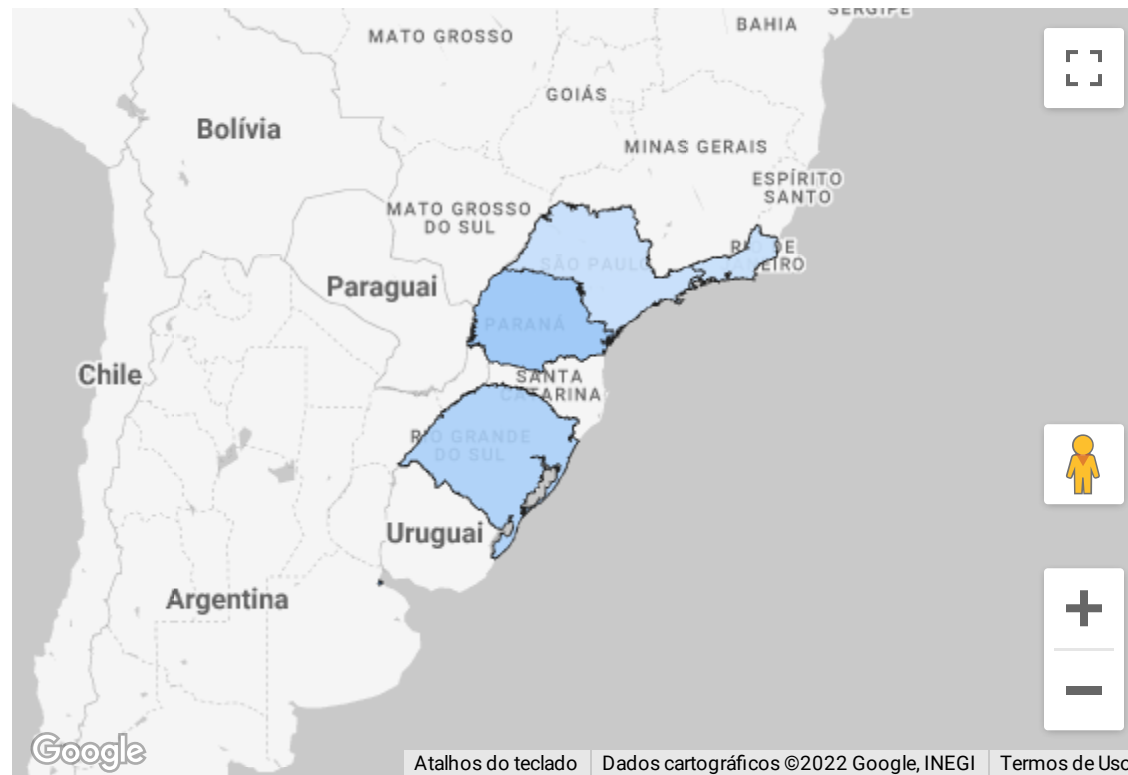 SERGIPE
MATO GROSSO
BAHIA
GOIÁS
Bolívia
MINAS GERAIS
ESPÍRITO
SANTO
MATO GROSSO
DO SUL
RIO DE
JANEIRO
SÃO PAULO
Paraguai
PARANÁ
Chile
SANTA
CATARINA
RIO GRANDE
DO SUL
Uruguai
Argentina
Google
Atalhos do teclado
Dados cartográficos ©2022 Google, INEGI
Termos de Uso